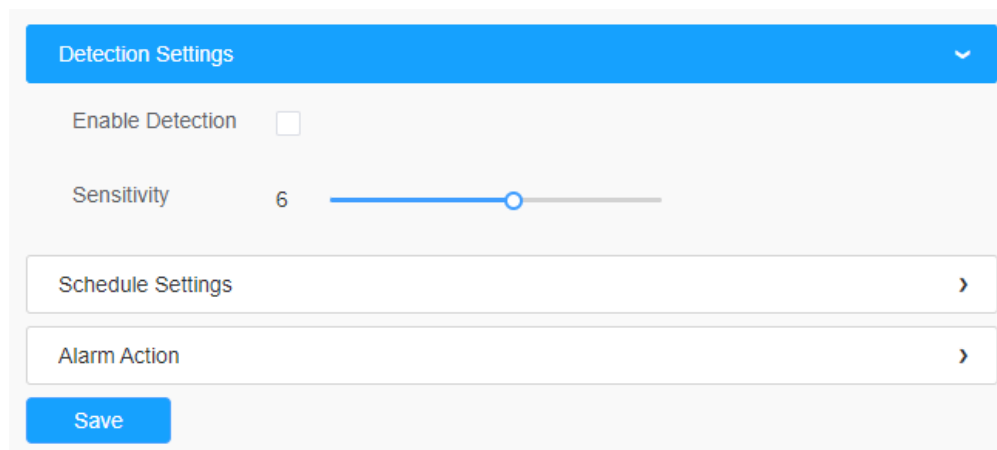 Detection Settings
Enable Detection
Sensitivity 6
Schedule Settings
Alarm Action
Save